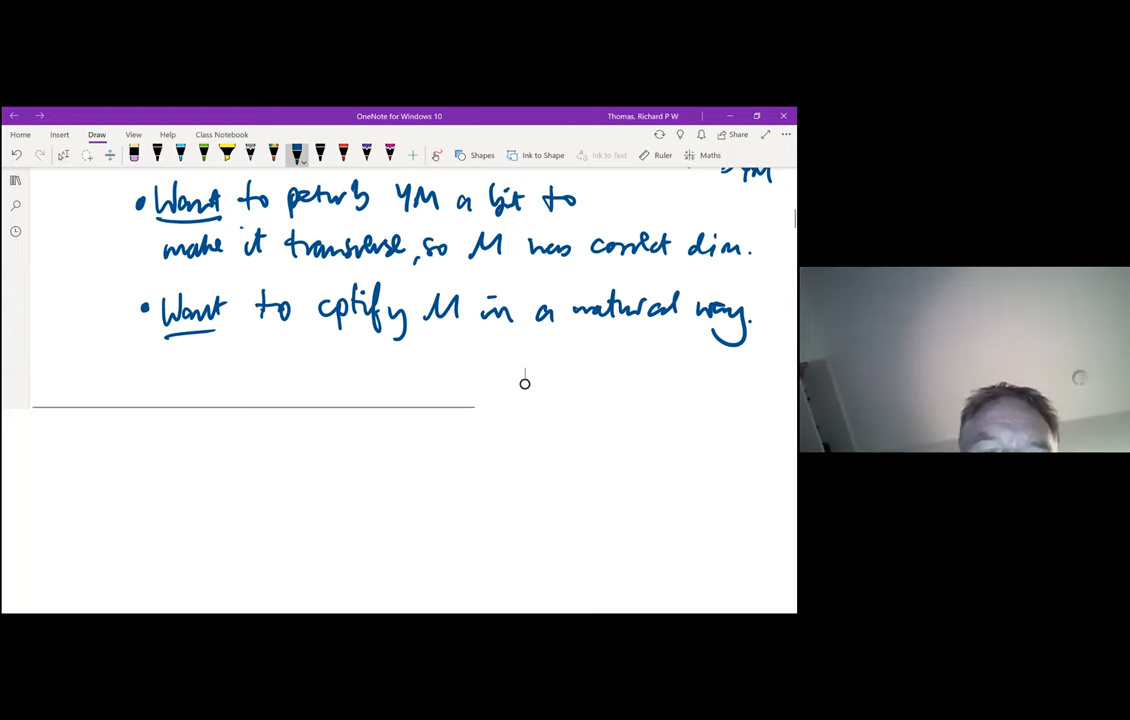 OneNote for Windows 10
Thomas, Richard P W
Home Insert Draw View Help Class Notebook
Share
Shapes Ink to Shape Ink to Text Ruler Maths
YM
• Want to perturb YM a bit to
make it transverse, so M has correct dim.
• Want to cptify M in a natural way.